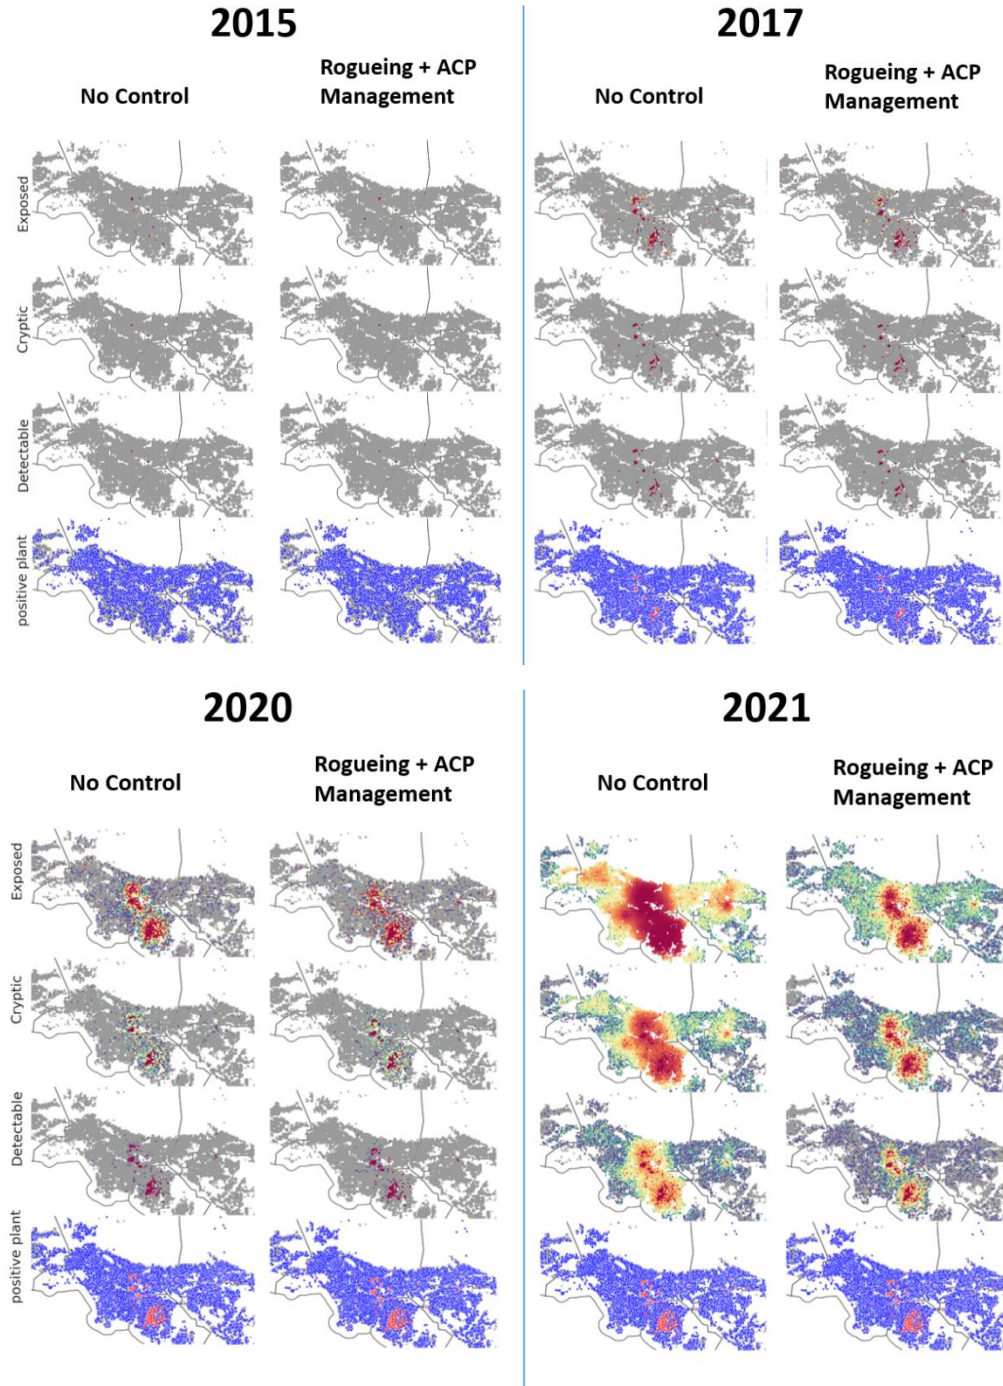 2015
2017
No Control
Rogueing + ACP
Management
No Control
Rogueing + ACP
Management
Exposed
Cryptic
Detectable
positive plant
2020
2021
No Control
Rogueing + ACP
Management
No Control
Rogueing + ACP
Management
Exposed
Cryptic
Detectable
positive plant